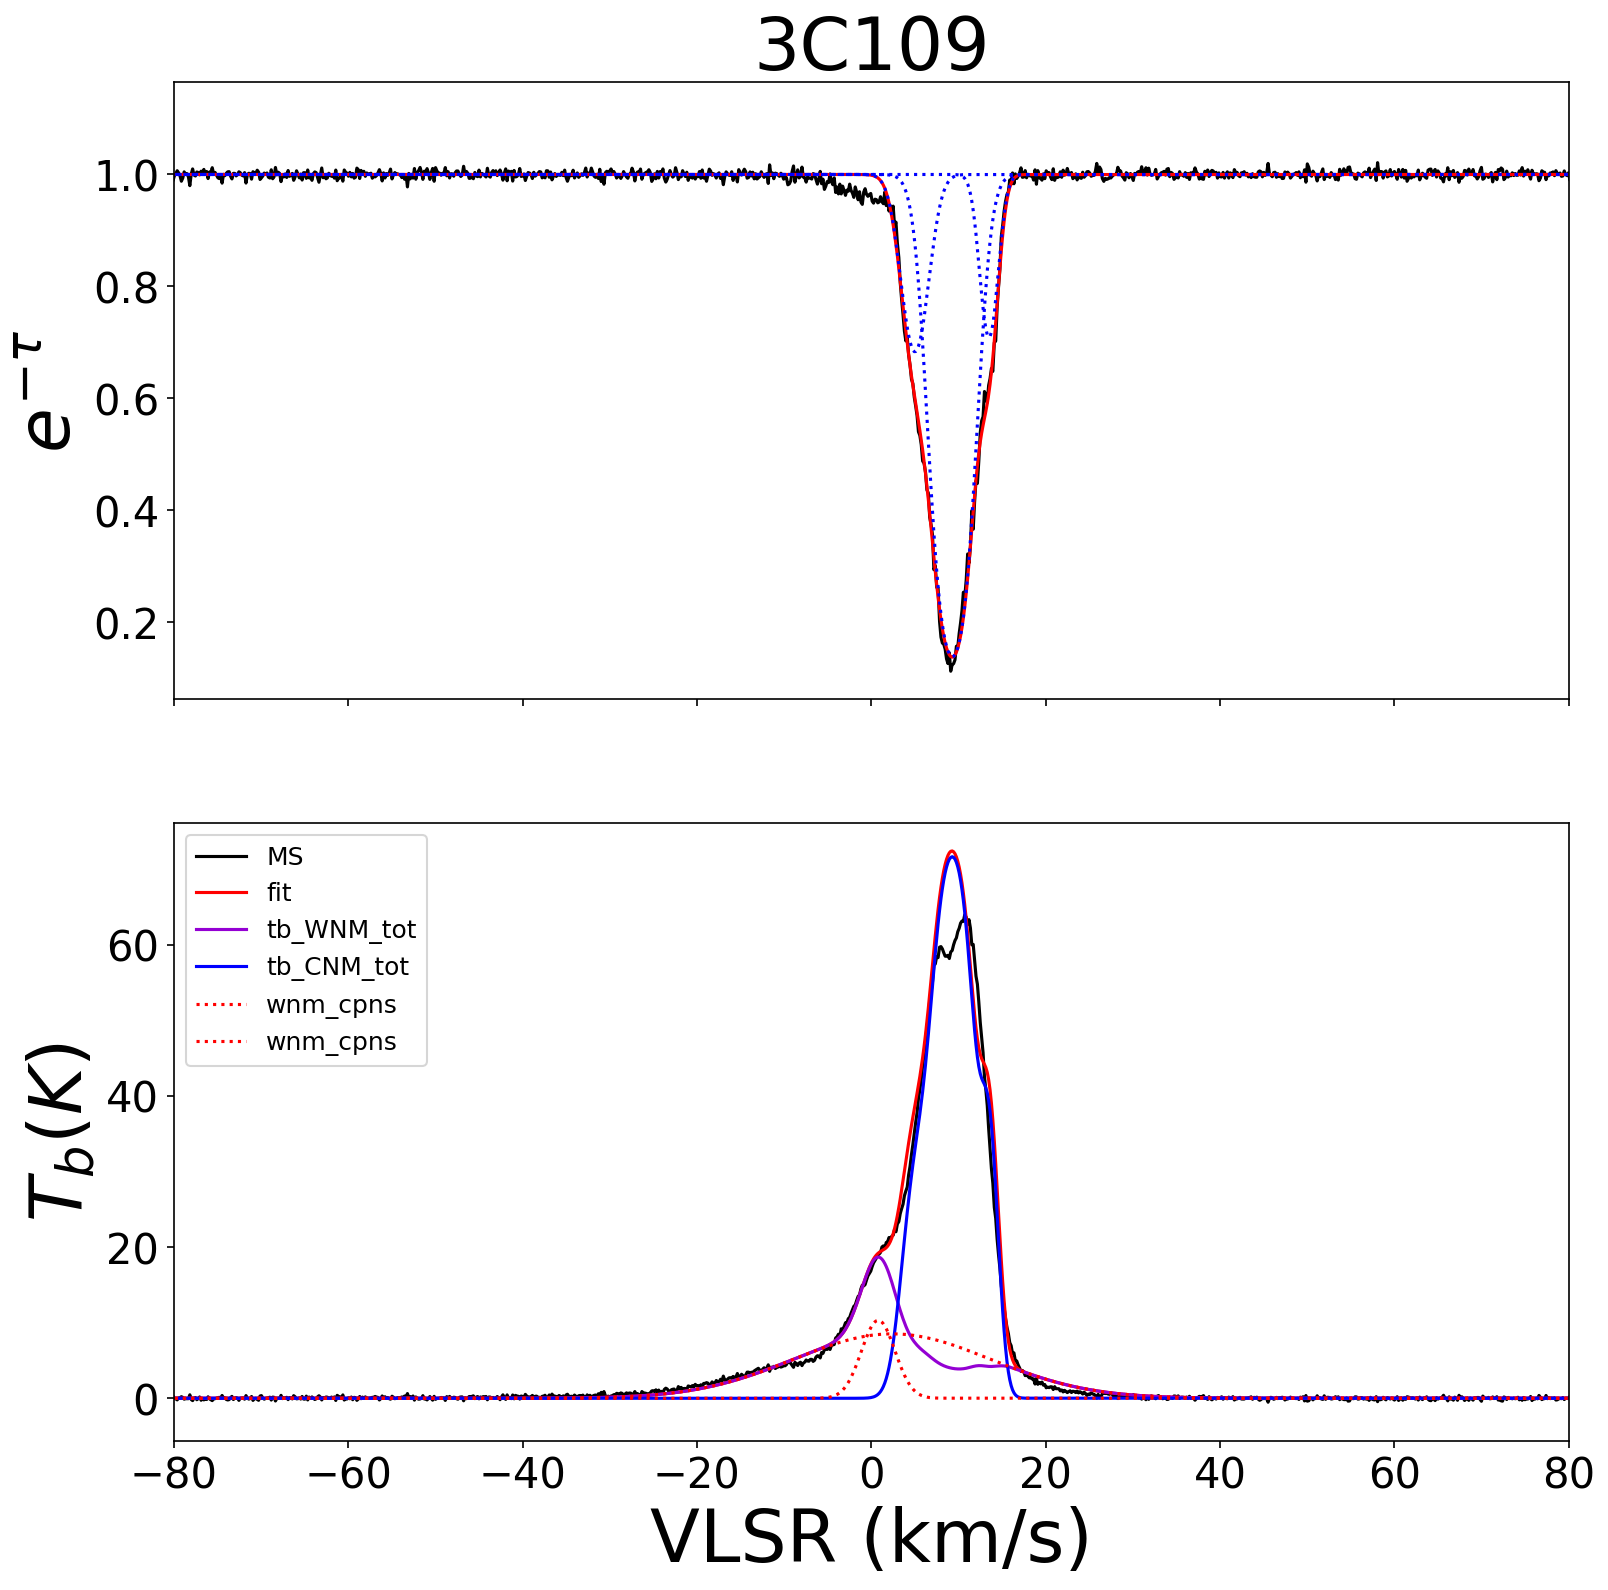 3C109
1.0
0.8
0.6
0.4
0.2
e^{−τ}
MS
fit
tb_WNM_tot
tb_CNM_tot
wnm_cpns
wnm_cpns
60
40
20
0
T_b(K)
−80 −60 −40 −20 0 20 40 60 80
VLSR (km/s)